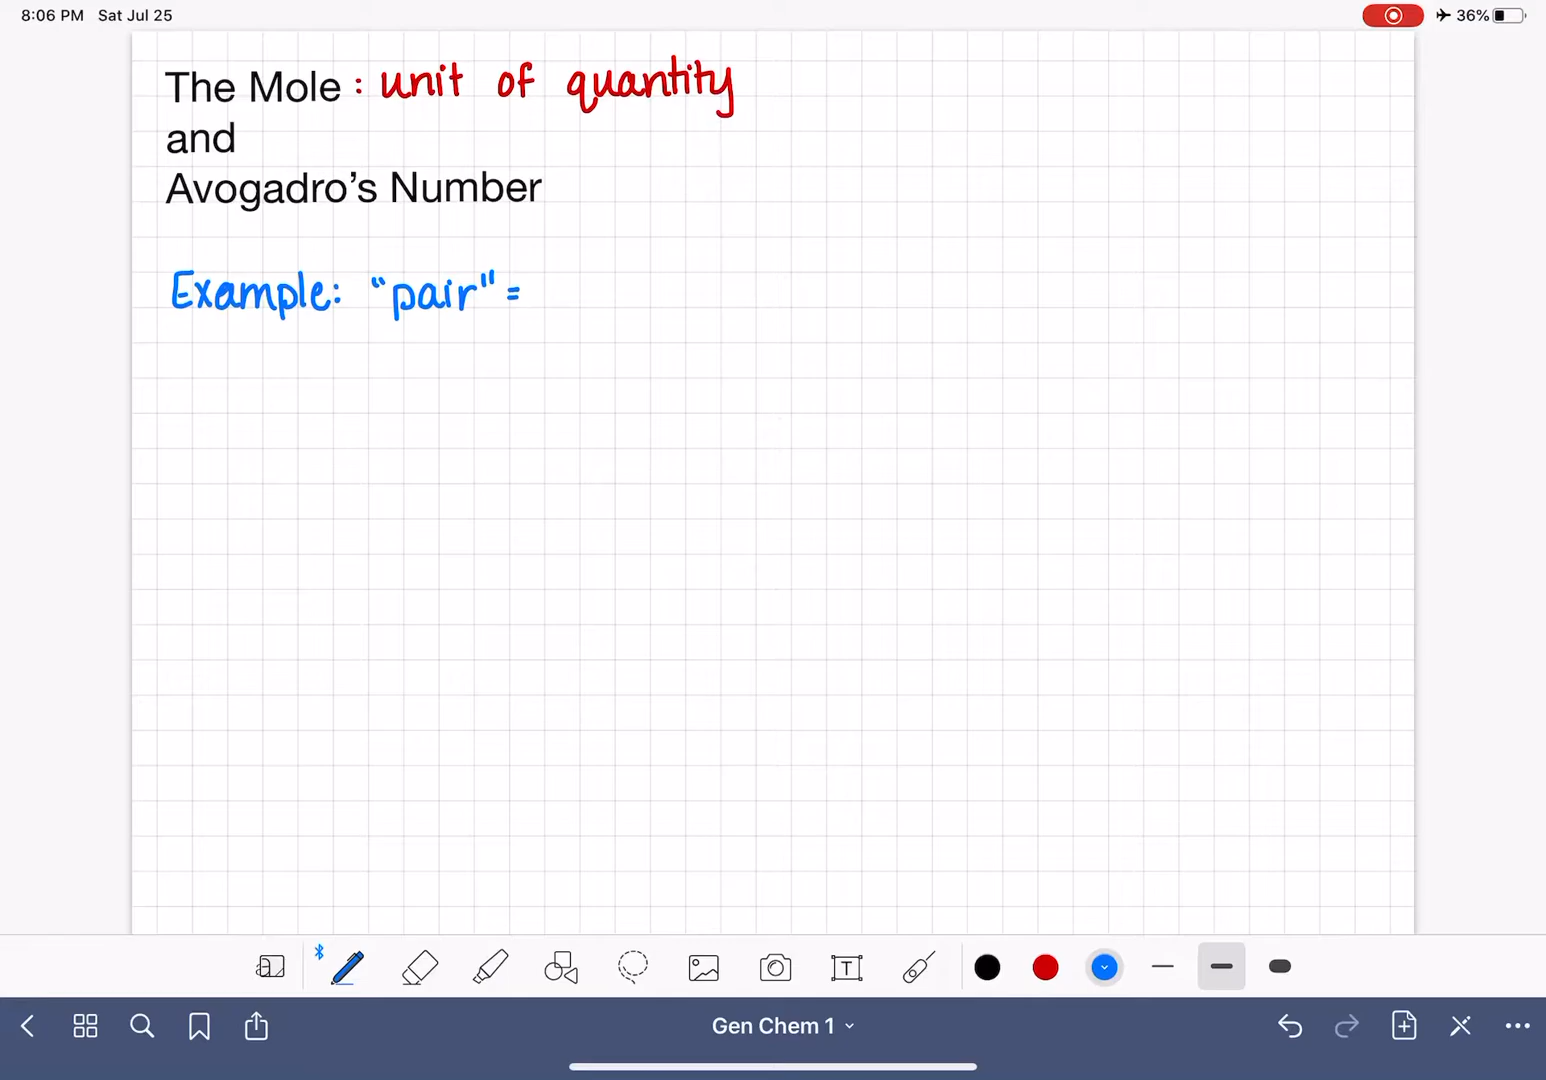 8:06 PM Sat Jul 25 36%
The Mole : unit of quantity
and
Avogadro’s Number
Example: "pair" =
Gen Chem 1